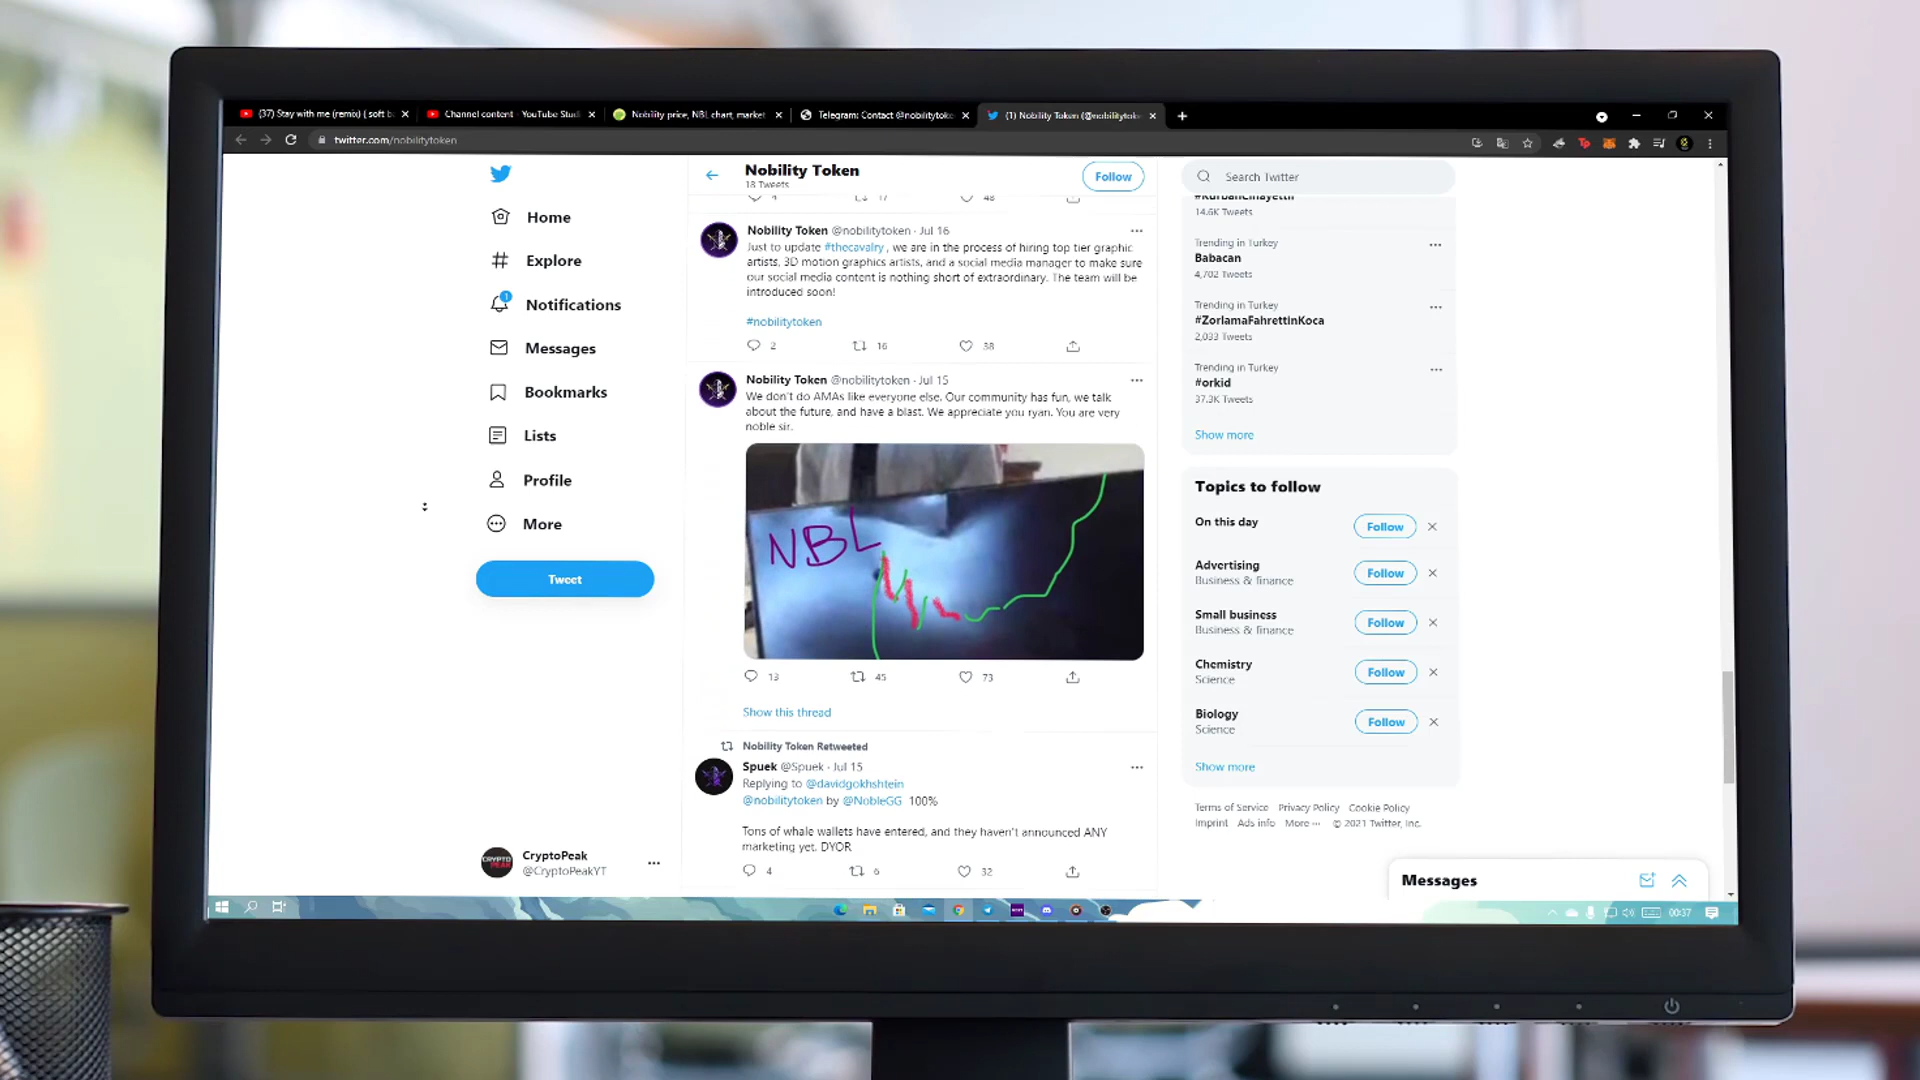 (37) Stay with me (remix) ( soft b
Channel content - YouTube Studi
Nobility price, NBL chart, market
Telegram: Contact @nobilitytoke
(1) Nobility Token (@nobilitytok
twitter.com/nobilitytoken
Home
Explore
Notifications
1
Messages
Bookmarks
Lists
Profile
More
Tweet
CryptoPeak
@CryptoPeakYT
CRYPTO
PEAK
Nobility Token
18 Tweets
Follow
4 17 48
Nobility Token @nobilitytoken · Jul 16
Just to update #thecavalry , we are in the process of hiring top tier graphic
artists, 3D motion graphics artists, and a social media manager to make sure
our social media content is nothing short of extraordinary. The team will be
introduced soon!
#nobilitytoken
2 16 38
Nobility Token @nobilitytoken · Jul 15
We don't do AMAs like everyone else. Our community has fun, we talk
about the future, and have a blast. We appreciate you ryan. You are very
noble sir.
NBL
13 45 73
Show this thread
Nobility Token Retweeted
Spuek @Spuek · Jul 15
Replying to @davidgokhshtein
@nobilitytoken by @NobleGG 100%
Tons of whale wallets have entered, and they haven't announced ANY
marketing yet. DYOR
4 6 32
Search Twitter
#KurbanCinayetin
14.6K Tweets
Trending in Turkey
Babacan
4,702 Tweets
Trending in Turkey
#ZorlamaFahrettinKoca
2,033 Tweets
Trending in Turkey
#orkid
37.3K Tweets
Show more
Topics to follow
On this day
Follow
Advertising
Business & finance
Follow
Small business
Business & finance
Follow
Chemistry
Science
Follow
Biology
Science
Follow
Show more
Terms of Service Privacy Policy Cookie Policy
Imprint Ads info More ··· © 2021 Twitter, Inc.
Messages
00:37